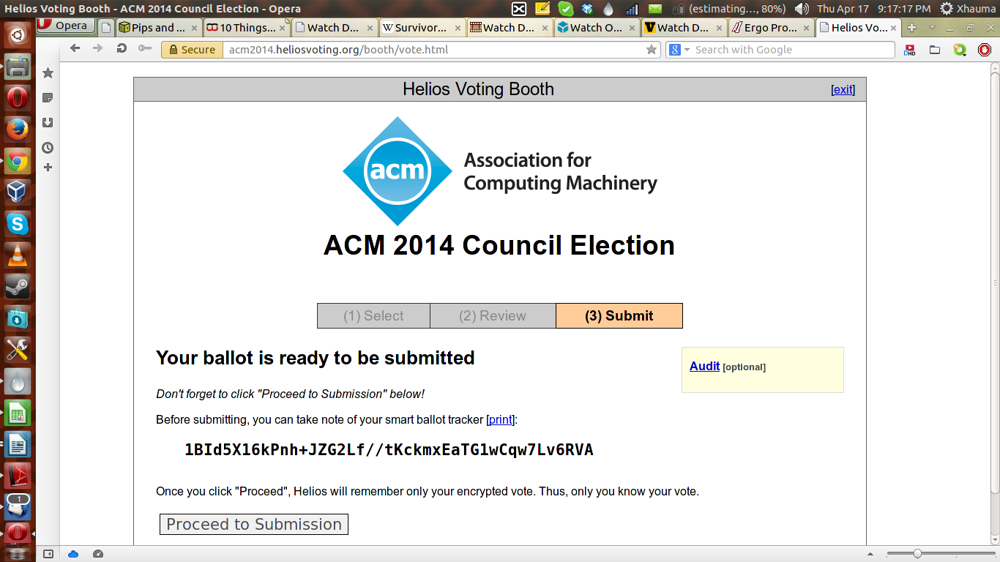 Helios Voting Booth - ACM 2014 Council Election - Opera
(estimating..., 80%) Thu Apr 17 9:17:17 PM Xhauma
Opera Pips and ... 10 Things... Watch D... Survivor... Watch D... Watch O... Watch D... Ergo Pro... Helios Vo...
Secure acm2014.heliosvoting.org/booth/vote.html Search with Google
DHD
Helios Voting Booth [exit]
acm
Association for
Computing Machinery
ACM 2014 Council Election
(1) Select (2) Review (3) Submit
Your ballot is ready to be submitted
Audit [optional]
Don't forget to click "Proceed to Submission" below!
Before submitting, you can take note of your smart ballot tracker [print]:
1BId5X16kPnh+JZG2Lf//tKckmxEaTG1wCqw7Lv6RVA
Once you click "Proceed", Helios will remember only your encrypted vote. Thus, only you know your vote.
Proceed to Submission
1